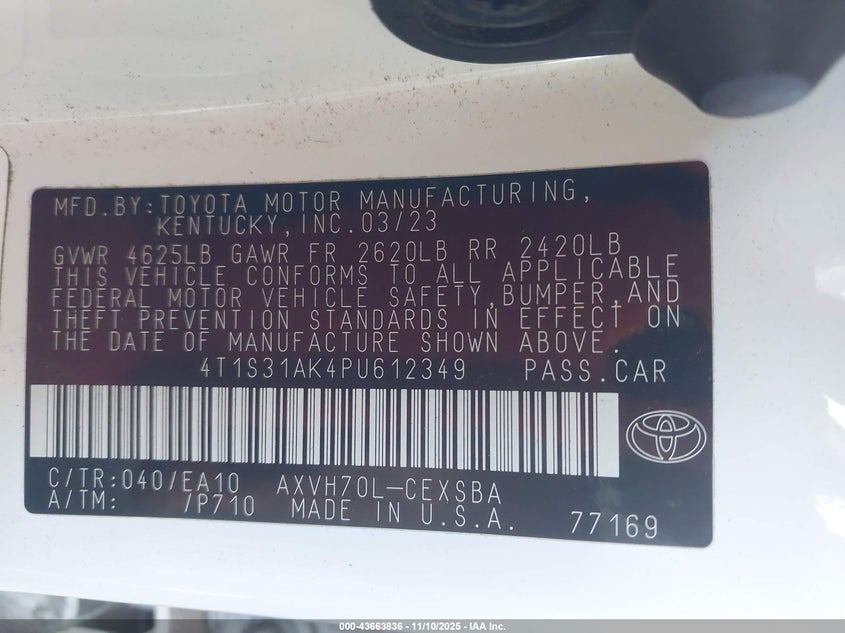 MFD.BY:TOYOTA MOTOR MANUFACTURING,
KENTUCKY,INC.03/23
GVWR 4625LB GAWR FR 2620LB RR 2420LB
THIS VEHICLE CONFORMS TO ALL APPLICABLE
FEDERAL MOTOR VEHICLE SAFETY,BUMPER,AND
THEFT PREVENTION STANDARDS IN EFFECT ON
THE DATE OF MANUFACTURE SHOWN ABOVE.
4T1S31AK4PU612349 PASS.CAR
C/TR:040/EA10 AXVH70L-CEXSBA
A/TM: /P710 MADE IN U.S.A. 77169
000-43663836 - 11/10/2025 - IAA Inc.